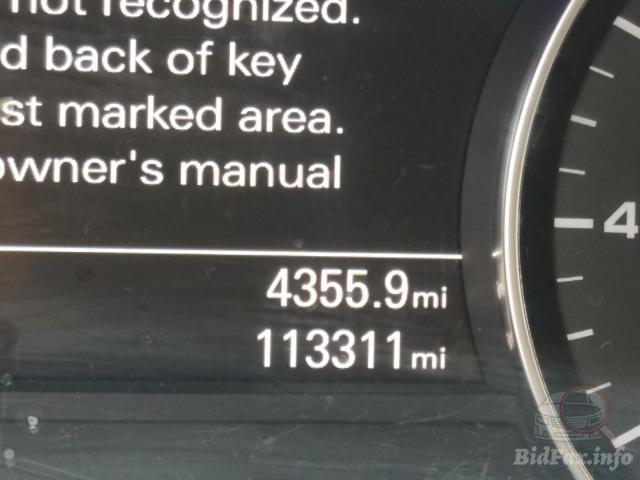 not recognized.
d back of key
st marked area.
owner's manual
4355.9mi
113311mi
4
BidFax.info